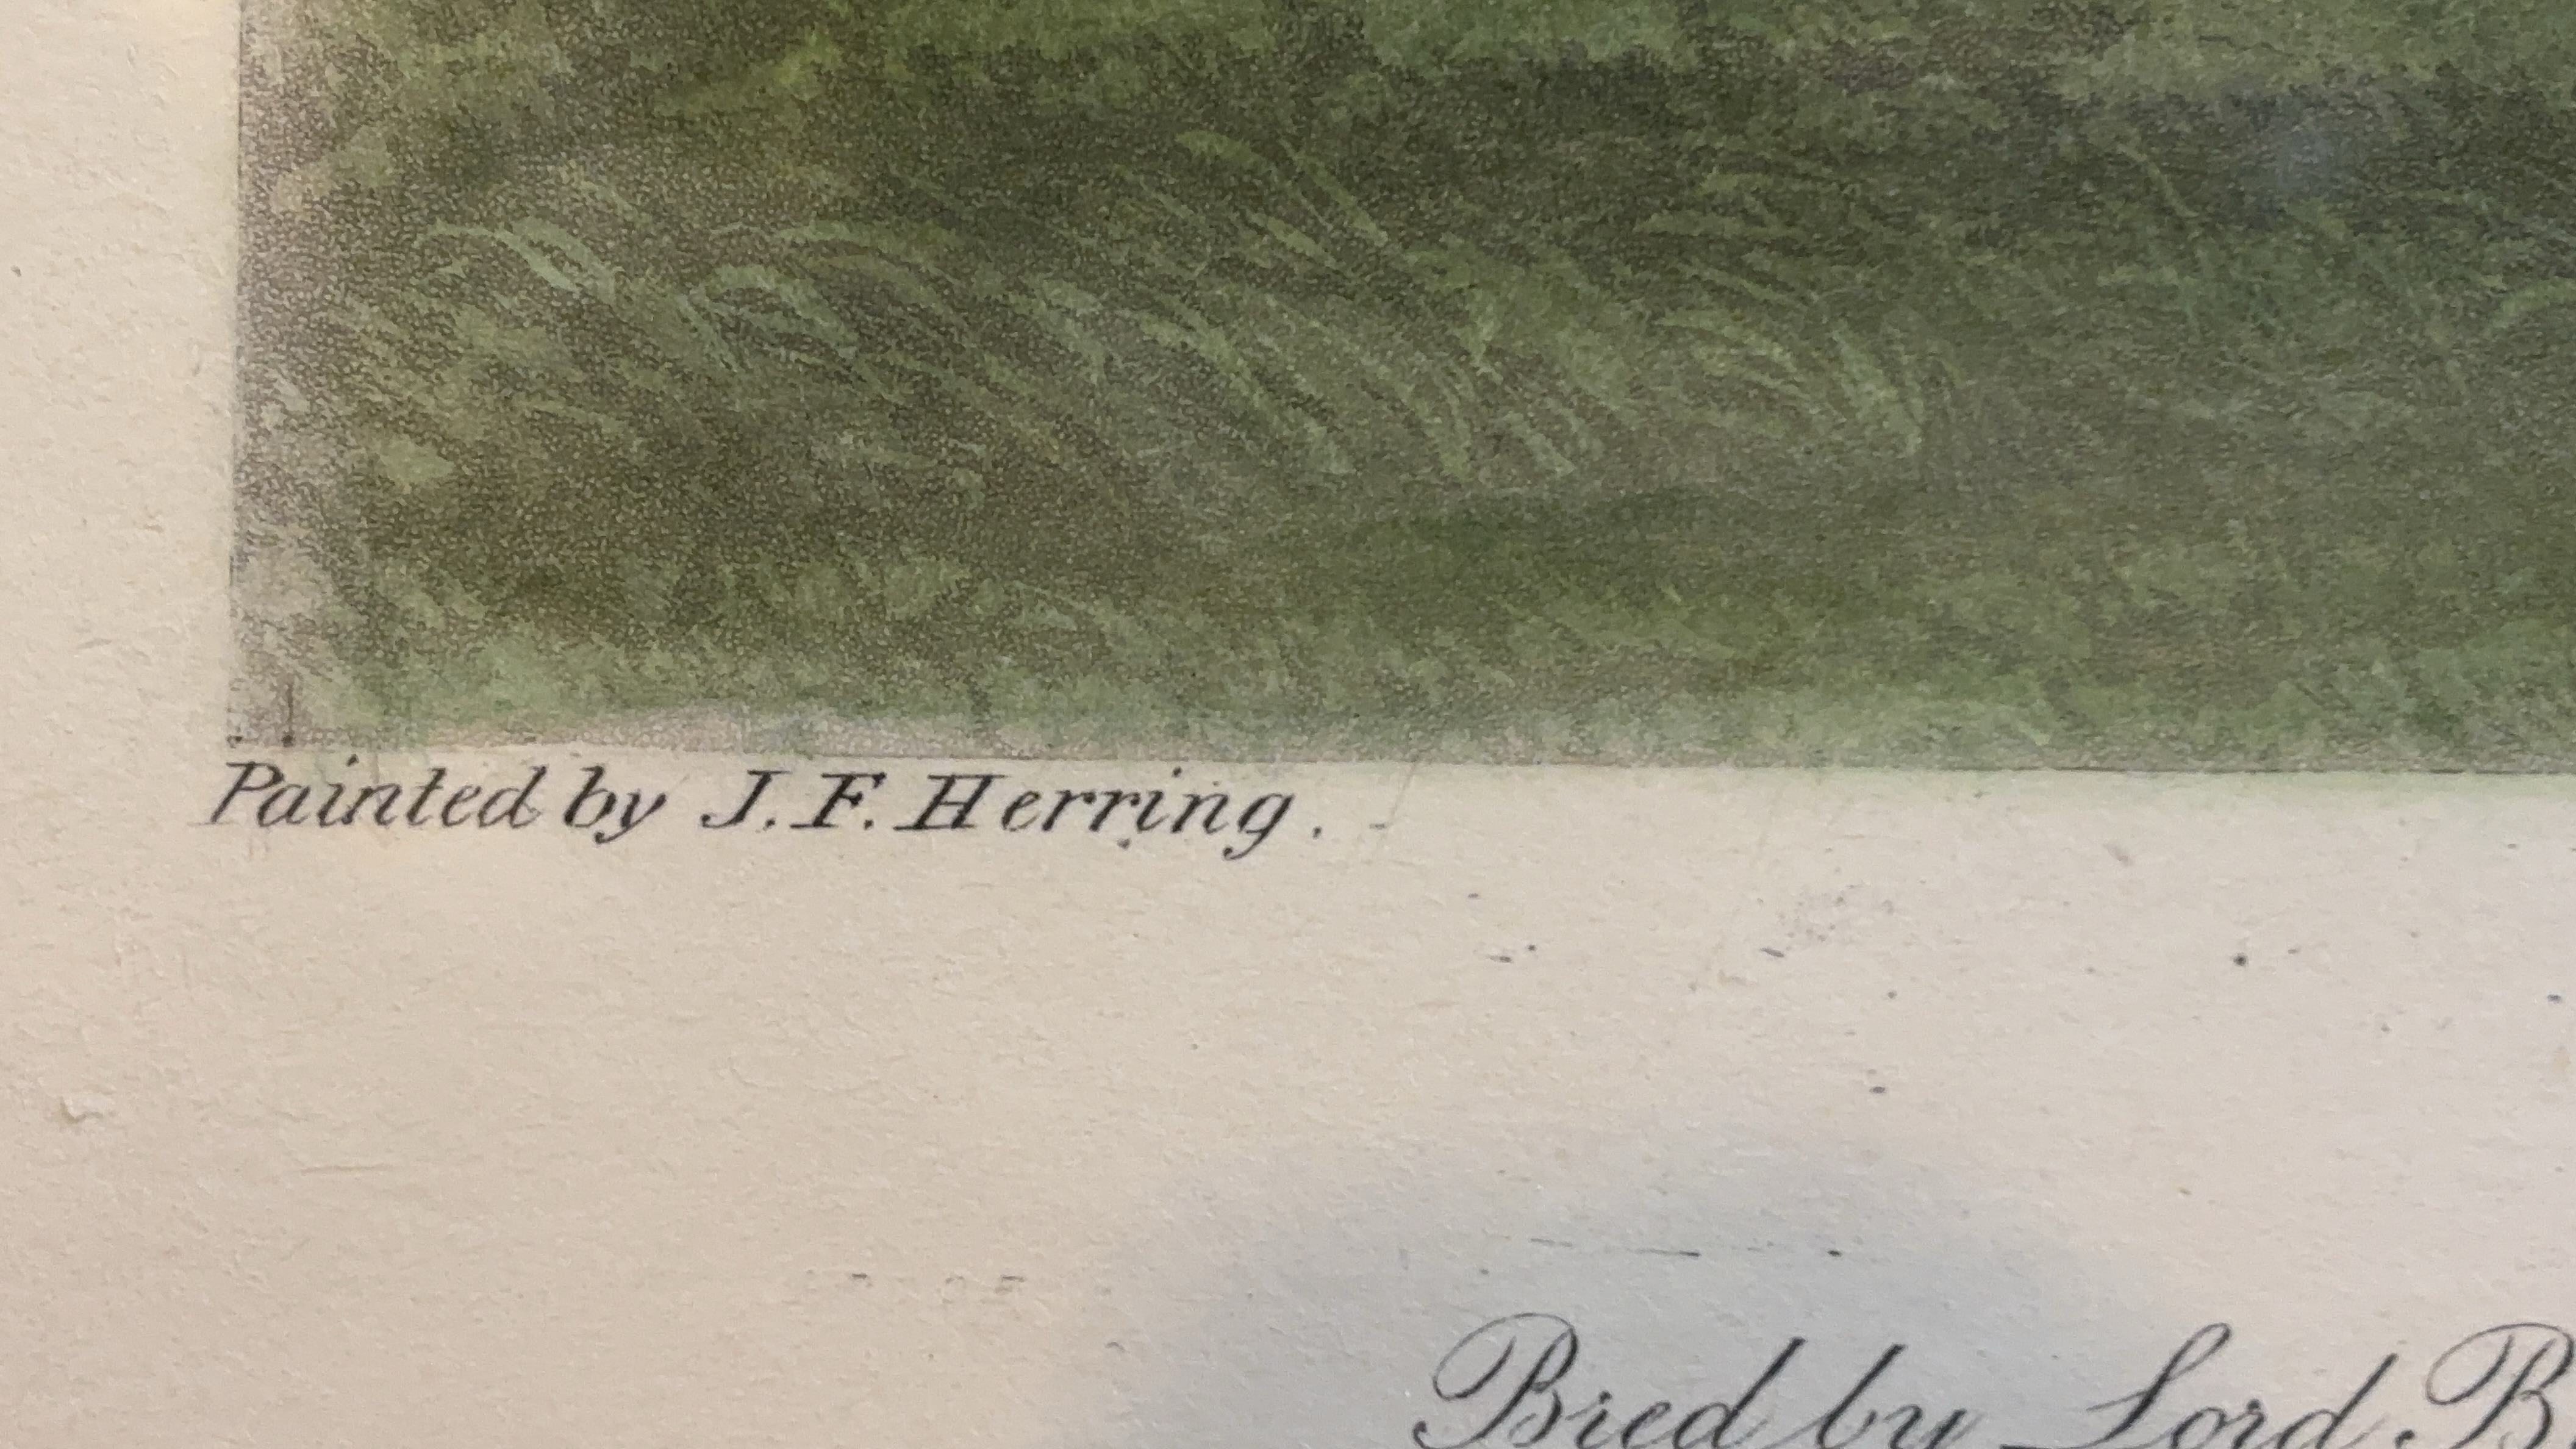 Painted by J. F. Herring.
Bred by Lord B